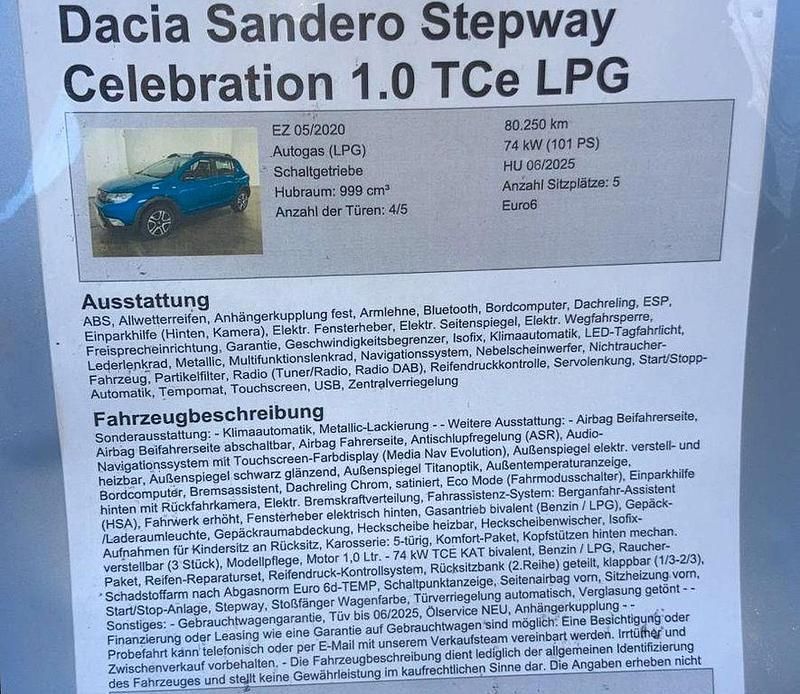 Dacia Sandero Stepway
Celebration 1.0 TCe LPG
EZ 05/2020
Autogas (LPG)
Schaltgetriebe
Hubraum: 999 cm³
Anzahl der Türen: 4/5
80.250 km
74 kW (101 PS)
HU 06/2025
Anzahl Sitzplätze: 5
Euro6
Ausstattung
ABS, Allwetterreifen, Anhängerkupplung fest, Armlehne, Bluetooth, Bordcomputer, Dachreling, ESP,
Einparkhilfe (Hinten, Kamera), Elektr. Fensterheber, Elektr. Seitenspiegel, Elektr. Wegfahrsperre,
Freisprecheinrichtung, Garantie, Geschwindigkeitsbegrenzer, Isofix, Klimaautomatik, LED-Tagfahrlicht,
Lederlenkrad, Metallic, Multifunktionslenkrad, Navigationssystem, Nebelscheinwerfer, Nichtraucher-
Fahrzeug, Partikelfilter, Radio (Tuner/Radio, Radio DAB), Reifendruckkontrolle, Servolenkung, Start/Stopp-
Automatik, Tempomat, Touchscreen, USB, Zentralverriegelung
Fahrzeugbeschreibung
Sonderausstattung: - Klimaautomatik, Metallic-Lackierung - - Weitere Ausstattung: - Airbag Beifahrerseite,
Airbag Beifahrerseite abschaltbar, Airbag Fahrerseite, Antischlupfregelung (ASR), Audio-
Navigationssystem mit Touchscreen-Farbdisplay (Media Nav Evolution), Außenspiegel elektr. verstell- und
heizbar, Außenspiegel schwarz glänzend, Außenspiegel Titanoptik, Außentemperaturanzeige,
Bordcomputer, Bremsassistent, Dachreling Chrom, satiniert, Eco Mode (Fahrmodusschalter), Einparkhilfe
hinten mit Rückfahrkamera, Elektr. Bremskraftverteilung, Fahrassistenz-System: Berganfahr-Assistent
(HSA), Fahrwerk erhöht, Fensterheber elektrisch hinten, Gasantrieb bivalent (Benzin / LPG), Gepäck-
/Laderaumleuchte, Gepäckraumabdeckung, Heckscheibe heizbar, Heckscheibenwischer, Isofix-
Aufnahmen für Kindersitz an Rücksitz, Karosserie: 5-türig, Komfort-Paket, Kopfstützen hinten mechan.
verstellbar (3 Stück), Modellpflege, Motor 1,0 Ltr. - 74 kW TCE KAT bivalent, Benzin / LPG, Raucher-
Paket, Reifen-Reparaturset, Reifendruck-Kontrollsystem, Rücksitzbank (2.Reihe) geteilt, klappbar (1/3-2/3),
Schadstoffarm nach Abgasnorm Euro 6d-TEMP, Schaltpunktanzeige, Seitenairbag vorn, Sitzheizung vorn,
Start/Stop-Anlage, Stepway, Stoßfänger Wagenfarbe, Türverriegelung automatisch, Verglasung getönt - -
Sonstiges: - Gebrauchtwagengarantie, Tüv bis 06/2025, Ölservice NEU, Anhängerkupplung - -
Finanzierung oder Leasing wie eine Garantie auf Gebrauchtwagen sind möglich. Eine Besichtigung oder
Probefahrt kann telefonisch oder per E-Mail mit unserem Verkaufsteam vereinbart werden. Irrtümer und
Zwischenverkauf vorbehalten. - Die Fahrzeugbeschreibung dient lediglich der allgemeinen Identifizierung
des Fahrzeuges und stellt keine Gewährleistung im kaufrechtlichen Sinne dar. Die Angaben erheben nicht